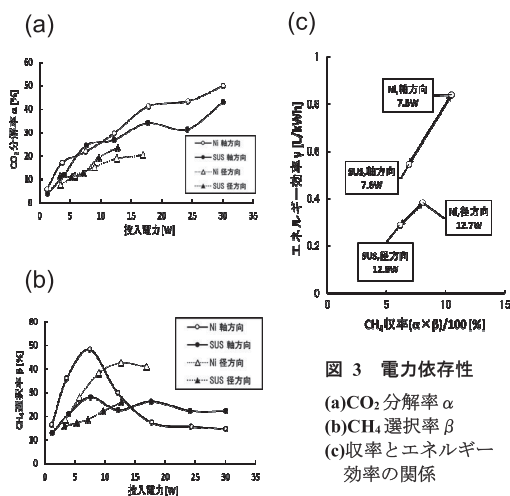 (a)
CO₂分解率 α [%]
60
50
40
30
20
10
0
0 5 10 15 20 25 30 35
投入電力[W]
Ni 軸方向
SUS 軸方向
Ni 径方向
SUS 径方向
(b)
CH₄選択率 β [%]
60
50
40
30
20
10
0
0 5 10 15 20 25 30 35
投入電力[W]
Ni 軸方向
SUS 軸方向
Ni 径方向
SUS 径方向
(c)
エネルギー効率 γ [L/kWh]
1
0.8
0.6
0.4
0.2
0
0 5 10 15
CH₄収率(α×β)/100 [%]
Ni,軸方向
7.5W
SUS,軸方向
7.6W
Ni,径方向
12.7W
SUS,径方向
12.8W
図 3 電力依存性
(a)CO₂ 分解率 α
(b)CH₄ 選択率 β
(c)収率とエネルギー
効率の関係